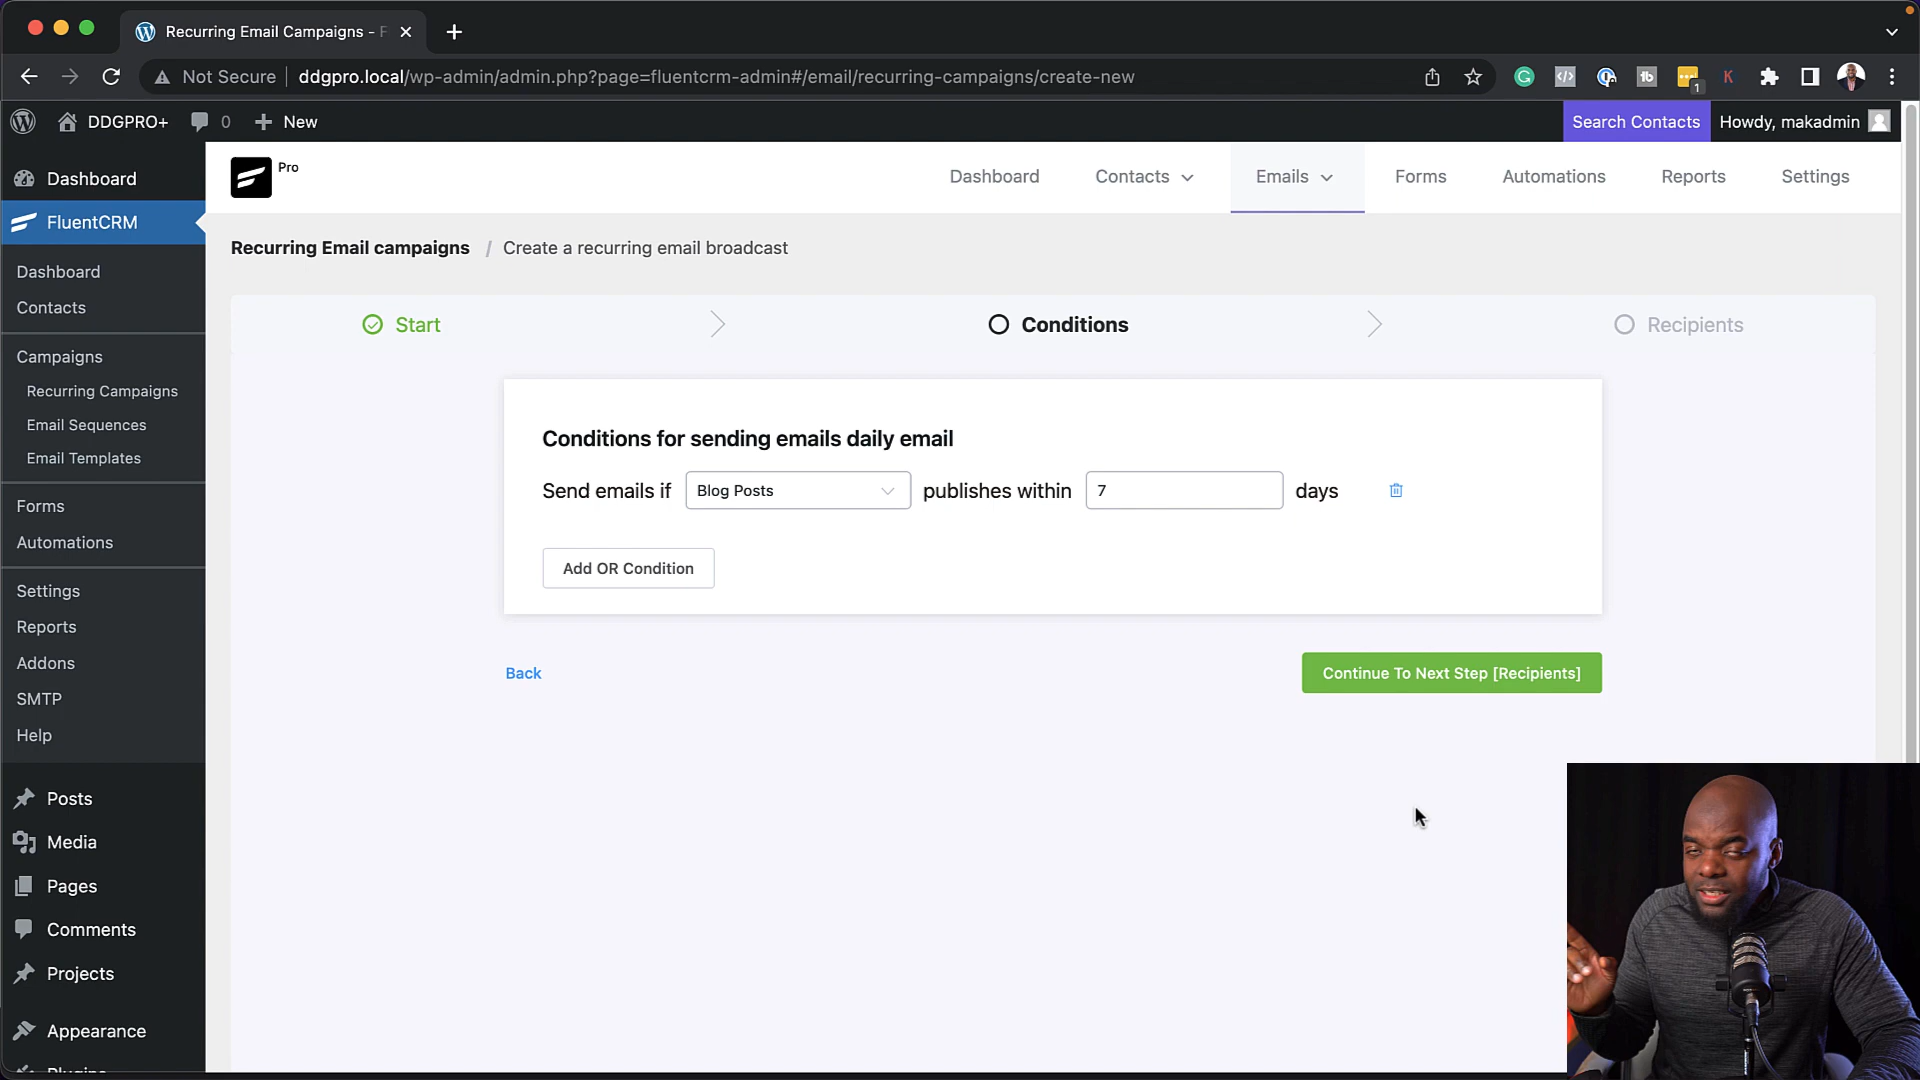 Recurring Email Campaigns - F
Not Secure
ddgpro.local/wp-admin/admin.php?page=fluentcrm-admin#/email/recurring-campaigns/create-new
1
DDGPRO+
0
New
Search Contacts
Howdy, makadmin
Dashboard
FluentCRM
Dashboard
Contacts
Campaigns
Recurring Campaigns
Email Sequences
Email Templates
Forms
Automations
Settings
Reports
Addons
SMTP
Help
Posts
Media
Pages
Comments
Projects
Appearance
Plugins
Pro
Dashboard
Contacts
Emails
Forms
Automations
Reports
Settings
Recurring Email campaigns / Create a recurring email broadcast
Start
Conditions
Recipients
Conditions for sending emails daily email
Send emails if Blog Posts publishes within 7 days
Add OR Condition
Back
Continue To Next Step [Recipients]